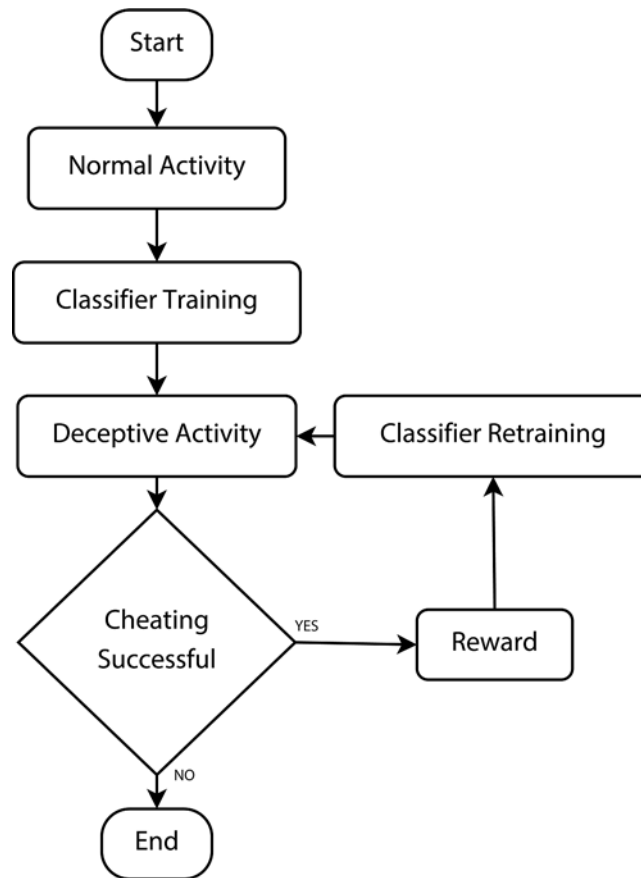 Start
Normal Activity
Classifier Training
Deceptive Activity
Classifier Retraining
Cheating
Successful
YES
Reward
NO
End